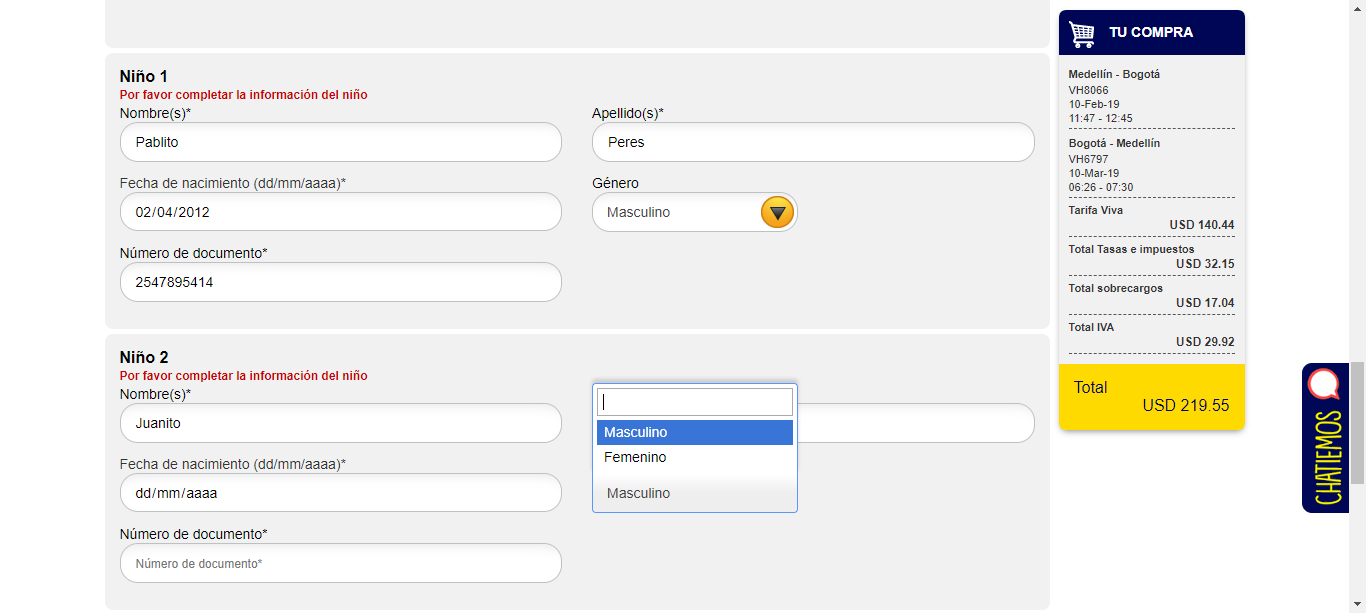 Niño 1
Por favor completar la información del niño
Nombre(s)*
Apellido(s)*
Pablito
Peres
Fecha de nacimiento (dd/mm/aaaa)*
Género
02/04/2012
Masculino
Número de documento*
2547895414
Niño 2
Por favor completar la información del niño
Nombre(s)*
Juanito
Masculino
Femenino
Fecha de nacimiento (dd/mm/aaaa)*
dd/mm/aaaa
Masculino
Número de documento*
Número de documento*
TU COMPRA
Medellín - Bogotá
VH8066
10-Feb-19
11:47 - 12:45
Bogotá - Medellín
VH6797
10-Mar-19
06:26 - 07:30
Tarifa Viva
USD 140.44
Total Tasas e impuestos
USD 32.15
Total sobrecargos
USD 17.04
Total IVA
USD 29.92
Total
USD 219.55
CHATIEMOS